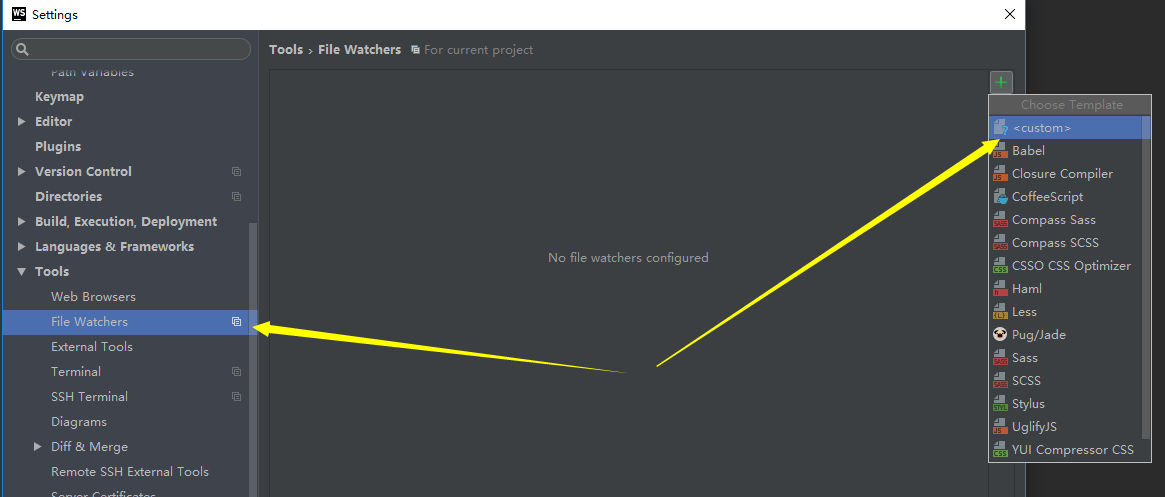 WS Settings
Tools › File Watchers For current project
Path Variables
Keymap
Editor
Plugins
Version Control
Directories
Build, Execution, Deployment
Languages & Frameworks
Tools
Web Browsers
File Watchers
External Tools
Terminal
SSH Terminal
Diagrams
Diff & Merge
Remote SSH External Tools
Server Certificates
No file watchers configured
Choose Template
<custom>
Babel
Closure Compiler
CoffeeScript
Compass Sass
Compass SCSS
CSSO CSS Optimizer
Haml
Less
Pug/Jade
Sass
SCSS
Stylus
UglifyJS
YUI Compressor CSS